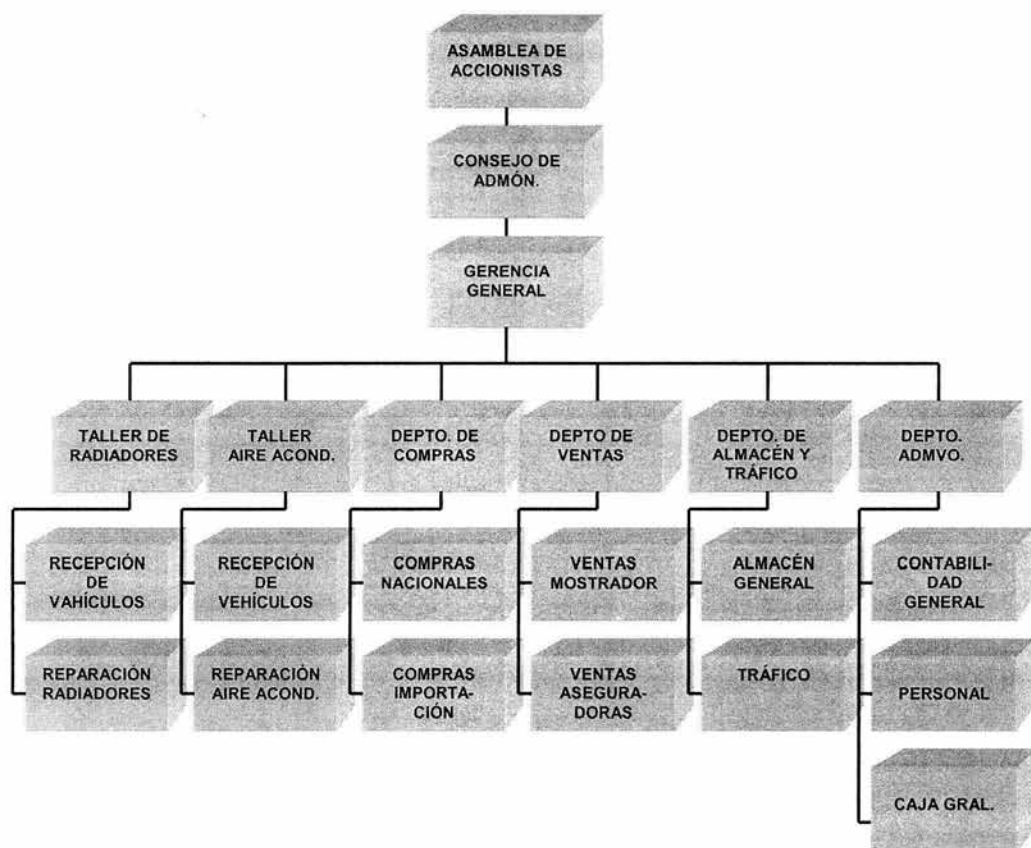 ASAMBLEA DE
ACCIONISTAS
CONSEJO DE
ADMÓN.
GERENCIA
GENERAL
TALLER DE
RADIADORES
TALLER
AIRE ACOND.
DEPTO. DE
COMPRAS
DEPTO DE
VENTAS
DEPTO. DE
ALMACÉN Y
TRÁFICO
DEPTO.
ADMVO.
RECEPCIÓN
DE
VAHÍCULOS
RECEPCIÓN
DE
VEHÍCULOS
COMPRAS
NACIONALES
VENTAS
MOSTRADOR
ALMACÉN
GENERAL
CONTABILI-
DAD
GENERAL
REPARACIÓN
RADIADORES
REPARACIÓN
AIRE ACOND.
COMPRAS
IMPORTA-
CIÓN
VENTAS
ASEGURA-
DORAS
TRÁFICO
PERSONAL
CAJA GRAL.